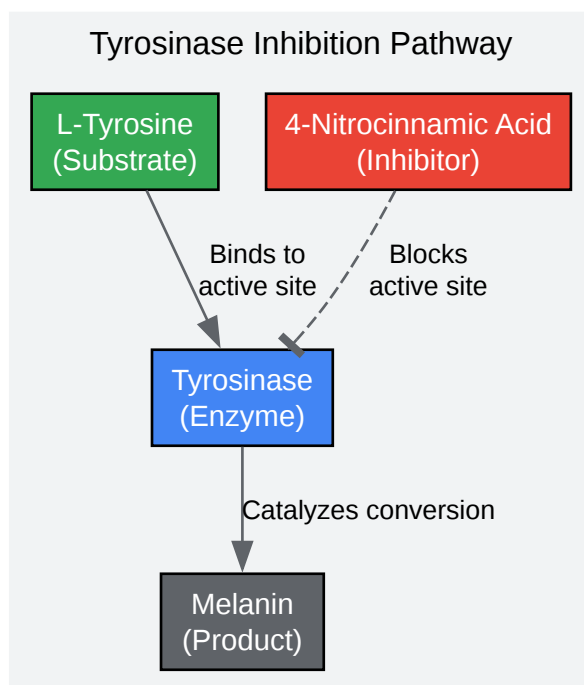 Tyrosinase Inhibition Pathway
L-Tyrosine
(Substrate)
4-Nitrocinnamic Acid
(Inhibitor)
Binds to
active site
Blocks
active site
Tyrosinase
(Enzyme)
Catalyzes conversion
Melanin
(Product)